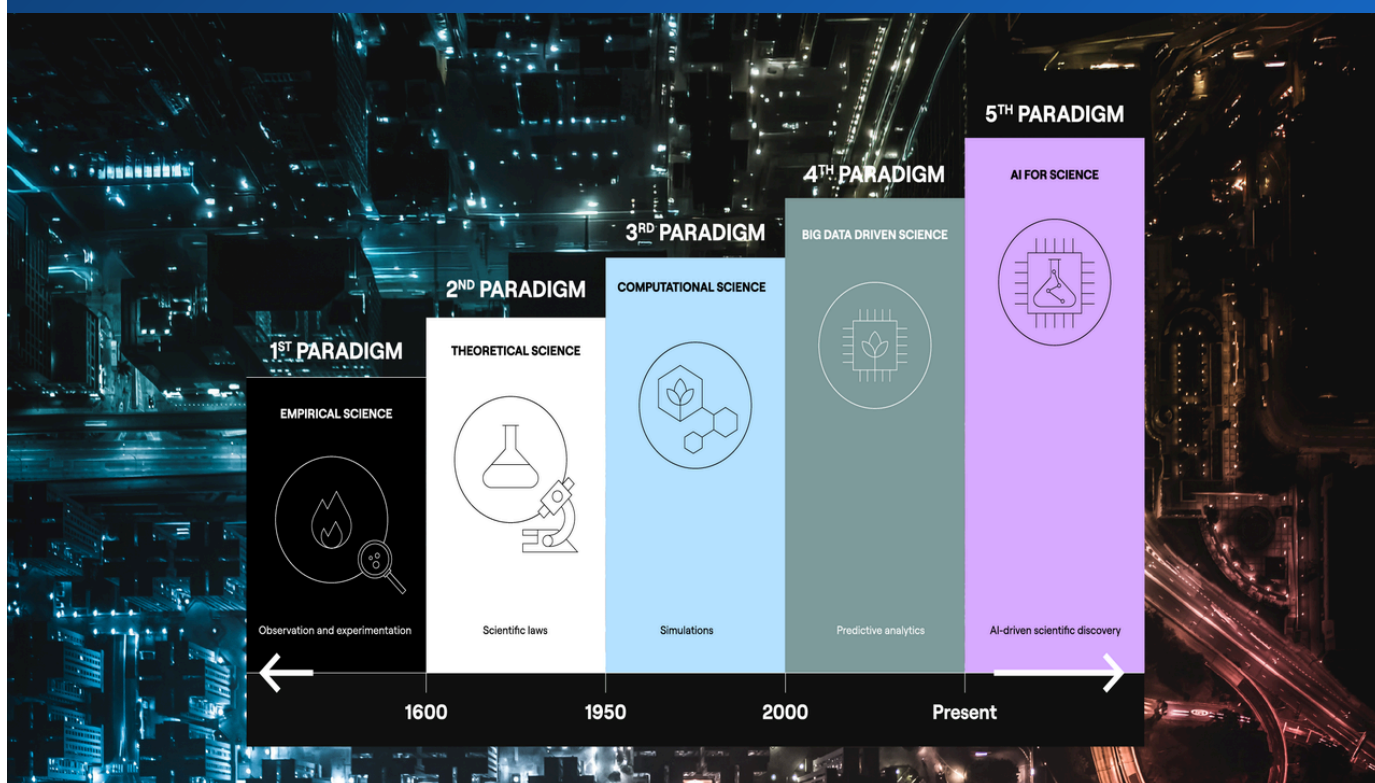 1ST PARADIGM
EMPIRICAL SCIENCE
Observation and experimentation
2ND PARADIGM
THEORETICAL SCIENCE
Scientific laws
3RD PARADIGM
COMPUTATIONAL SCIENCE
Simulations
4TH PARADIGM
BIG DATA DRIVEN SCIENCE
Predictive analytics
5TH PARADIGM
AI FOR SCIENCE
AI-driven scientific discovery
1600
1950
2000
Present